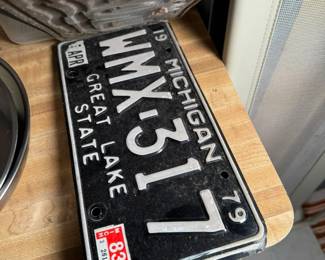 19 MICHIGAN 79
APR
WMX·317
GREAT LAKE STATE
83